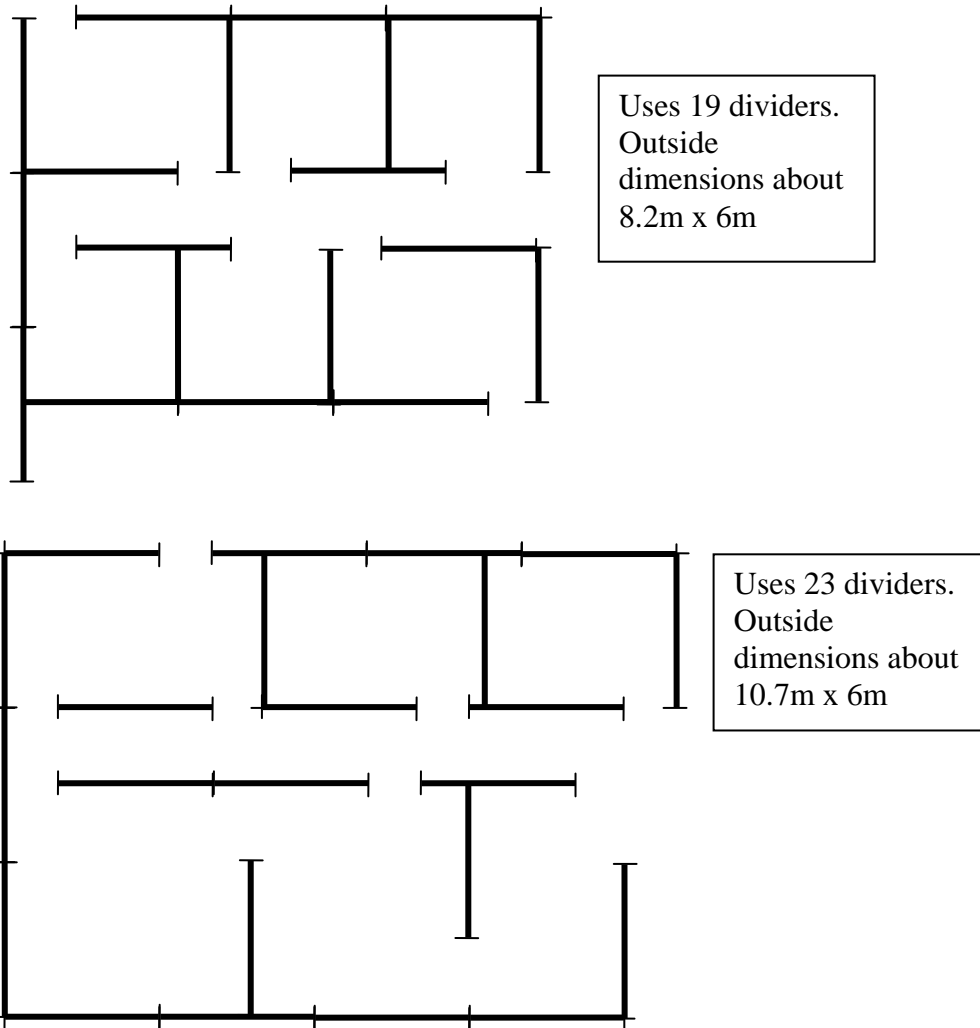 Uses 19 dividers.
Outside
dimensions about
8.2m x 6m
Uses 23 dividers.
Outside
dimensions about
10.7m x 6m